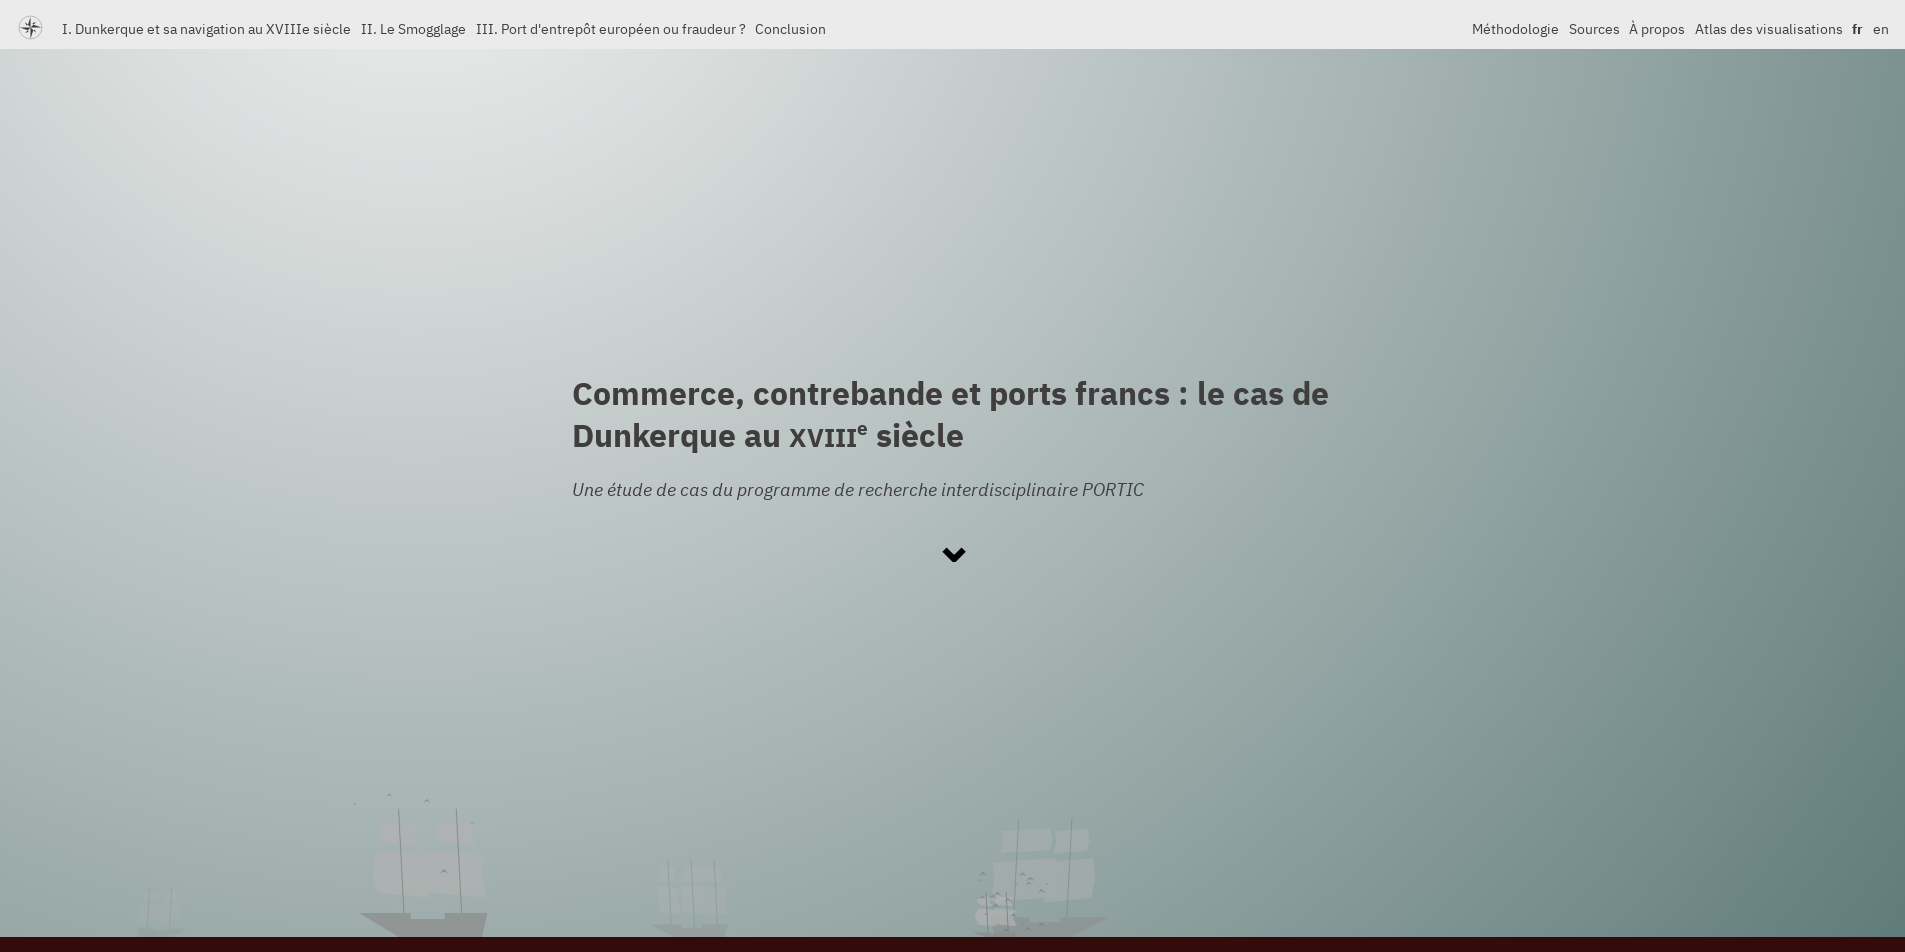 I. Dunkerque et sa navigation au XVIIIe siècle II. Le Smogglage III. Port d'entrepôt européen ou fraudeur ? Conclusion Méthodologie Sources À propos Atlas des visualisations fr en
Commerce, contrebande et ports francs : le cas de
Dunkerque au XVIIIe siècle
Une étude de cas du programme de recherche interdisciplinaire PORTIC